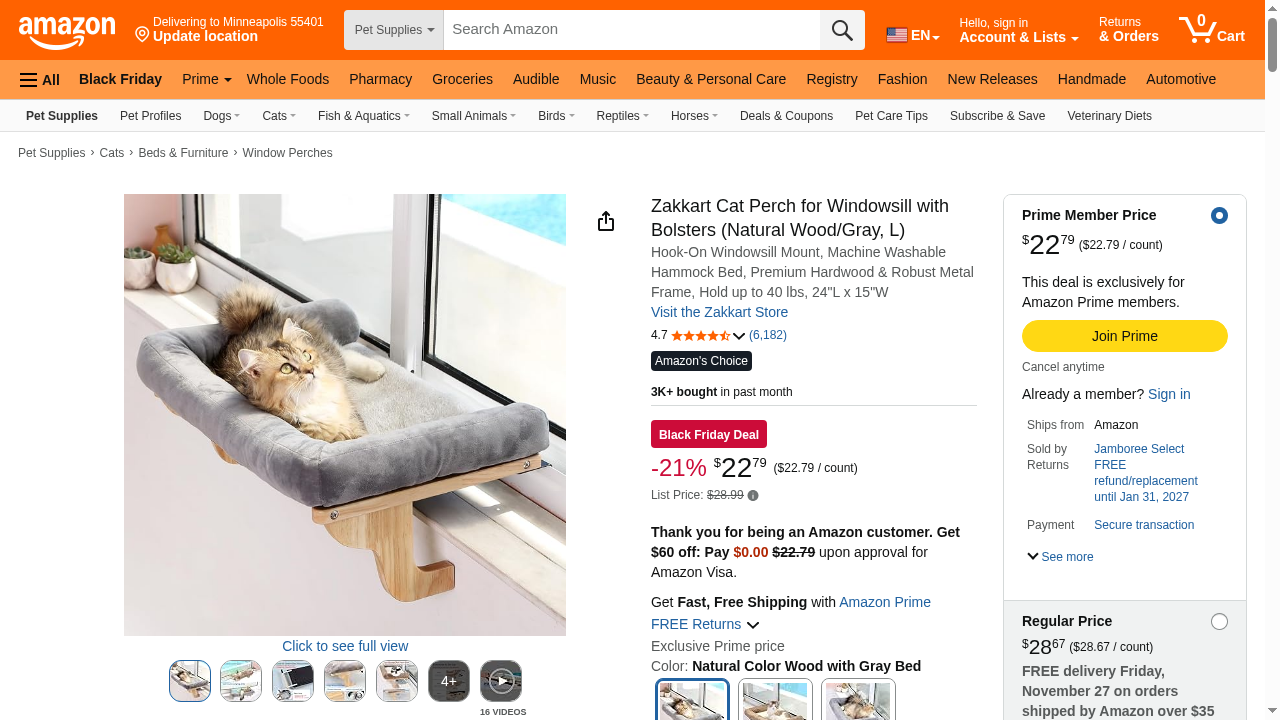 amazon
Delivering to Minneapolis 55401
Update location
Pet Supplies
Search Amazon
EN
Hello, sign in
Account & Lists
Returns
& Orders
0
Cart
All
Black Friday
Prime
Whole Foods
Pharmacy
Groceries
Audible
Music
Beauty & Personal Care
Registry
Fashion
New Releases
Handmade
Automotive
Pet Supplies
Pet Profiles
Dogs
Cats
Fish & Aquatics
Small Animals
Birds
Reptiles
Horses
Deals & Coupons
Pet Care Tips
Subscribe & Save
Veterinary Diets
Pet Supplies › Cats › Beds & Furniture › Window Perches
Click to see full view
4+
16 VIDEOS
Zakkart Cat Perch for Windowsill with
Bolsters (Natural Wood/Gray, L)
Hook-On Windowsill Mount, Machine Washable
Hammock Bed, Premium Hardwood & Robust Metal
Frame, Hold up to 40 lbs, 24"L x 15"W
Visit the Zakkart Store
4.7 (6,182)
Amazon's Choice
3K+ bought in past month
Black Friday Deal
-21% $22 79 ($22.79 / count)
List Price: $28.99
Thank you for being an Amazon customer. Get
$60 off: Pay $0.00 $22.79 upon approval for
Amazon Visa.
Get Fast, Free Shipping with Amazon Prime
FREE Returns
Exclusive Prime price
Color: Natural Color Wood with Gray Bed
Prime Member Price
$22 79 ($22.79 / count)
This deal is exclusively for
Amazon Prime members.
Join Prime
Cancel anytime
Already a member? Sign in
Ships from Amazon
Sold by Jamboree Select
Returns FREE
refund/replacement
until Jan 31, 2027
Payment Secure transaction
See more
Regular Price
$28 67 ($28.67 / count)
FREE delivery Friday,
November 27 on orders
shipped by Amazon over $35